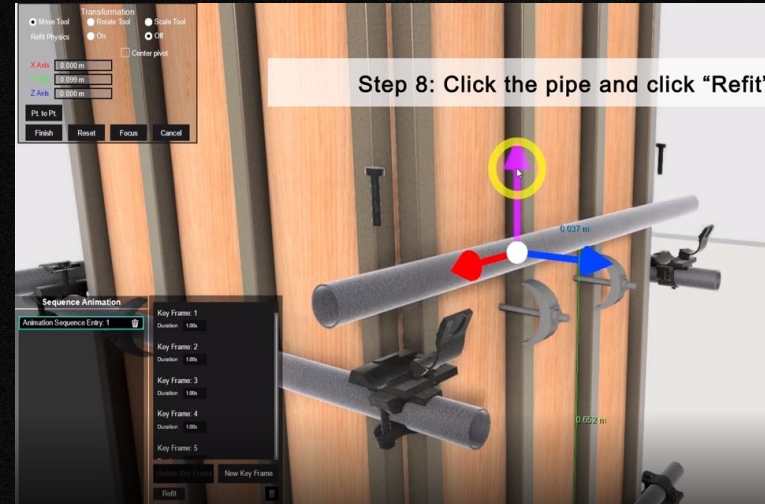 Transformation
Move Tool Rotate Tool Scale Tool
Refit Physics On Off
Center pivot
X Axis 0.000 m
0.099 m
Z Axis 0.000 m
Pt. to Pt.
Finish Reset Focus Cancel
Step 8: Click the pipe and click “Refit”
0.037 m
0.652 m
Sequence Animation
Animation Sequence Entry: 1
Key Frame: 1
Duration 1.00s
Key Frame: 2
Duration 1.00s
Key Frame: 3
Duration 1.00s
Key Frame: 4
Duration 1.00s
Key Frame: 5
Update Key Frame New Key Frame
Refit